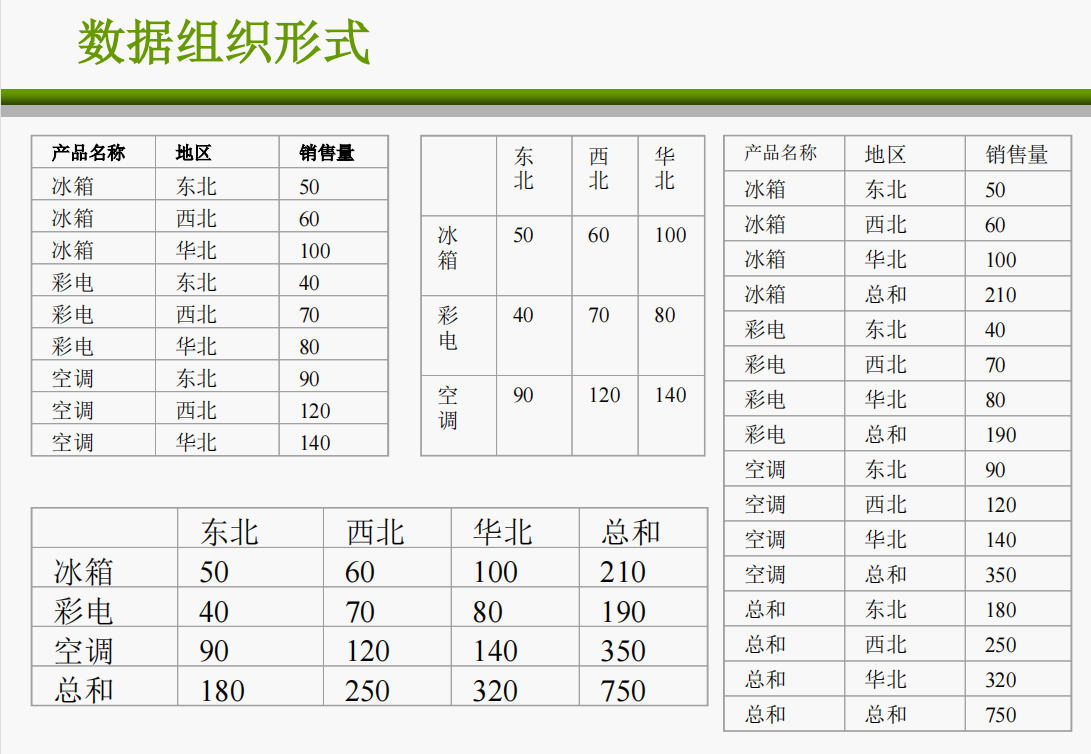 数据组织形式
产品名称 地区 销售量
冰箱 东北 50
冰箱 西北 60
冰箱 华北 100
彩电 东北 40
彩电 西北 70
彩电 华北 80
空调 东北 90
空调 西北 120
空调 华北 140
东北 西北 华北
冰箱 50 60 100
彩电 40 70 80
空调 90 120 140
东北 西北 华北 总和
冰箱 50 60 100 210
彩电 40 70 80 190
空调 90 120 140 350
总和 180 250 320 750
产品名称 地区 销售量
冰箱 东北 50
冰箱 西北 60
冰箱 华北 100
冰箱 总和 210
彩电 东北 40
彩电 西北 70
彩电 华北 80
彩电 总和 190
空调 东北 90
空调 西北 120
空调 华北 140
空调 总和 350
总和 东北 180
总和 西北 250
总和 华北 320
总和 总和 750